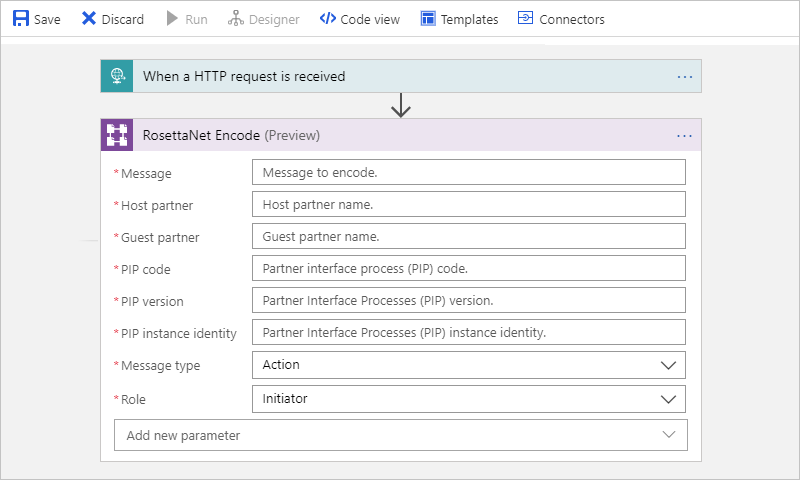 Save Discard Run Designer Code view Templates Connectors
When a HTTP request is received ...
RosettaNet Encode (Preview) ...
*Message Message to encode.
*Host partner Host partner name.
*Guest partner Guest partner name.
*PIP code Partner interface process (PIP) code.
*PIP version Partner Interface Processes (PIP) version.
*PIP instance identity Partner Interface Processes (PIP) instance identity.
*Message type Action
*Role Initiator
Add new parameter